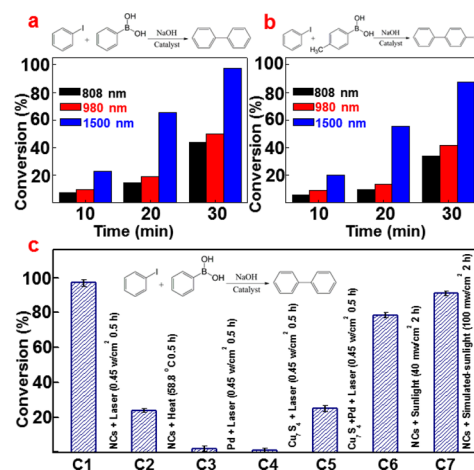 a
I
+
B
OH
OH
NaOH
Catalyst
Conversion (%)
100
80
60
40
20
808 nm
980 nm
1500 nm
10
20
30
Time (min)
b
I
+
H₃C
B
OH
OH
NaOH
Catalyst
Conversion (%)
100
80
60
40
20
808 nm
980 nm
1500 nm
10
20
30
Time (min)
c
I
+
B
OH
OH
NaOH
Catalyst
Conversion (%)
100
80
60
40
20
0
NCs + Laser (0.45 w/cm² 0.5 h)
NCs + Heat (58.8 °C 0.5 h)
Pd + Laser (0.45 w/cm² 0.5 h)
Cu₇S₄ + Laser (0.45 w/cm² 0.5 h)
Cu₇S₄+Pd + Laser (0.45 w/cm² 0.5 h)
NCs + Sunlight (40 mw/cm² 2 h)
NCs + Simulated-sunlight (100 mw/cm² 2 h)
C1
C2
C3
C4
C5
C6
C7